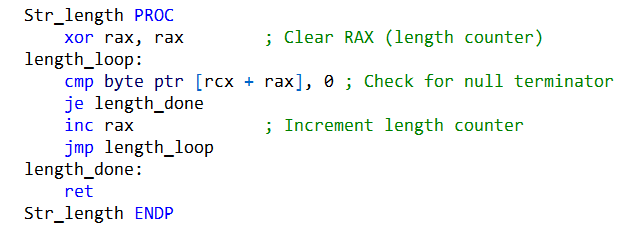 Str_length PROC
    xor rax, rax        ; Clear RAX (length counter)
length_loop:
    cmp byte ptr [rcx + rax], 0 ; Check for null terminator
    je length_done
    inc rax             ; Increment length counter
    jmp length_loop
length_done:
    ret
Str_length ENDP